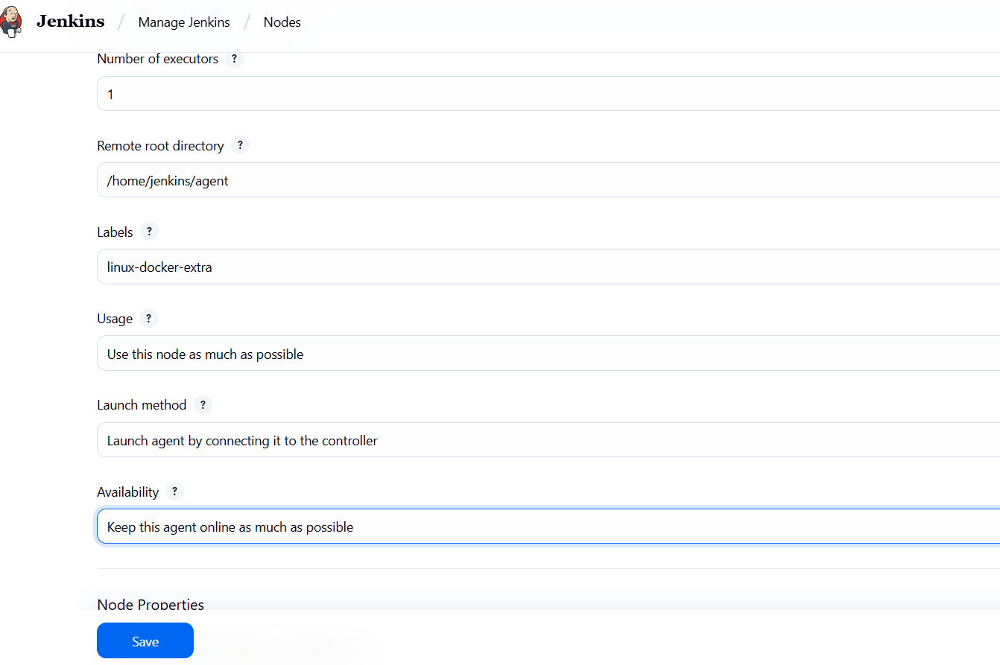 Jenkins / Manage Jenkins / Nodes
Number of executors ?
1
Remote root directory ?
/home/jenkins/agent
Labels ?
linux-docker-extra
Usage ?
Use this node as much as possible
Launch method ?
Launch agent by connecting it to the controller
Availability ?
Keep this agent online as much as possible
Node Properties
Save